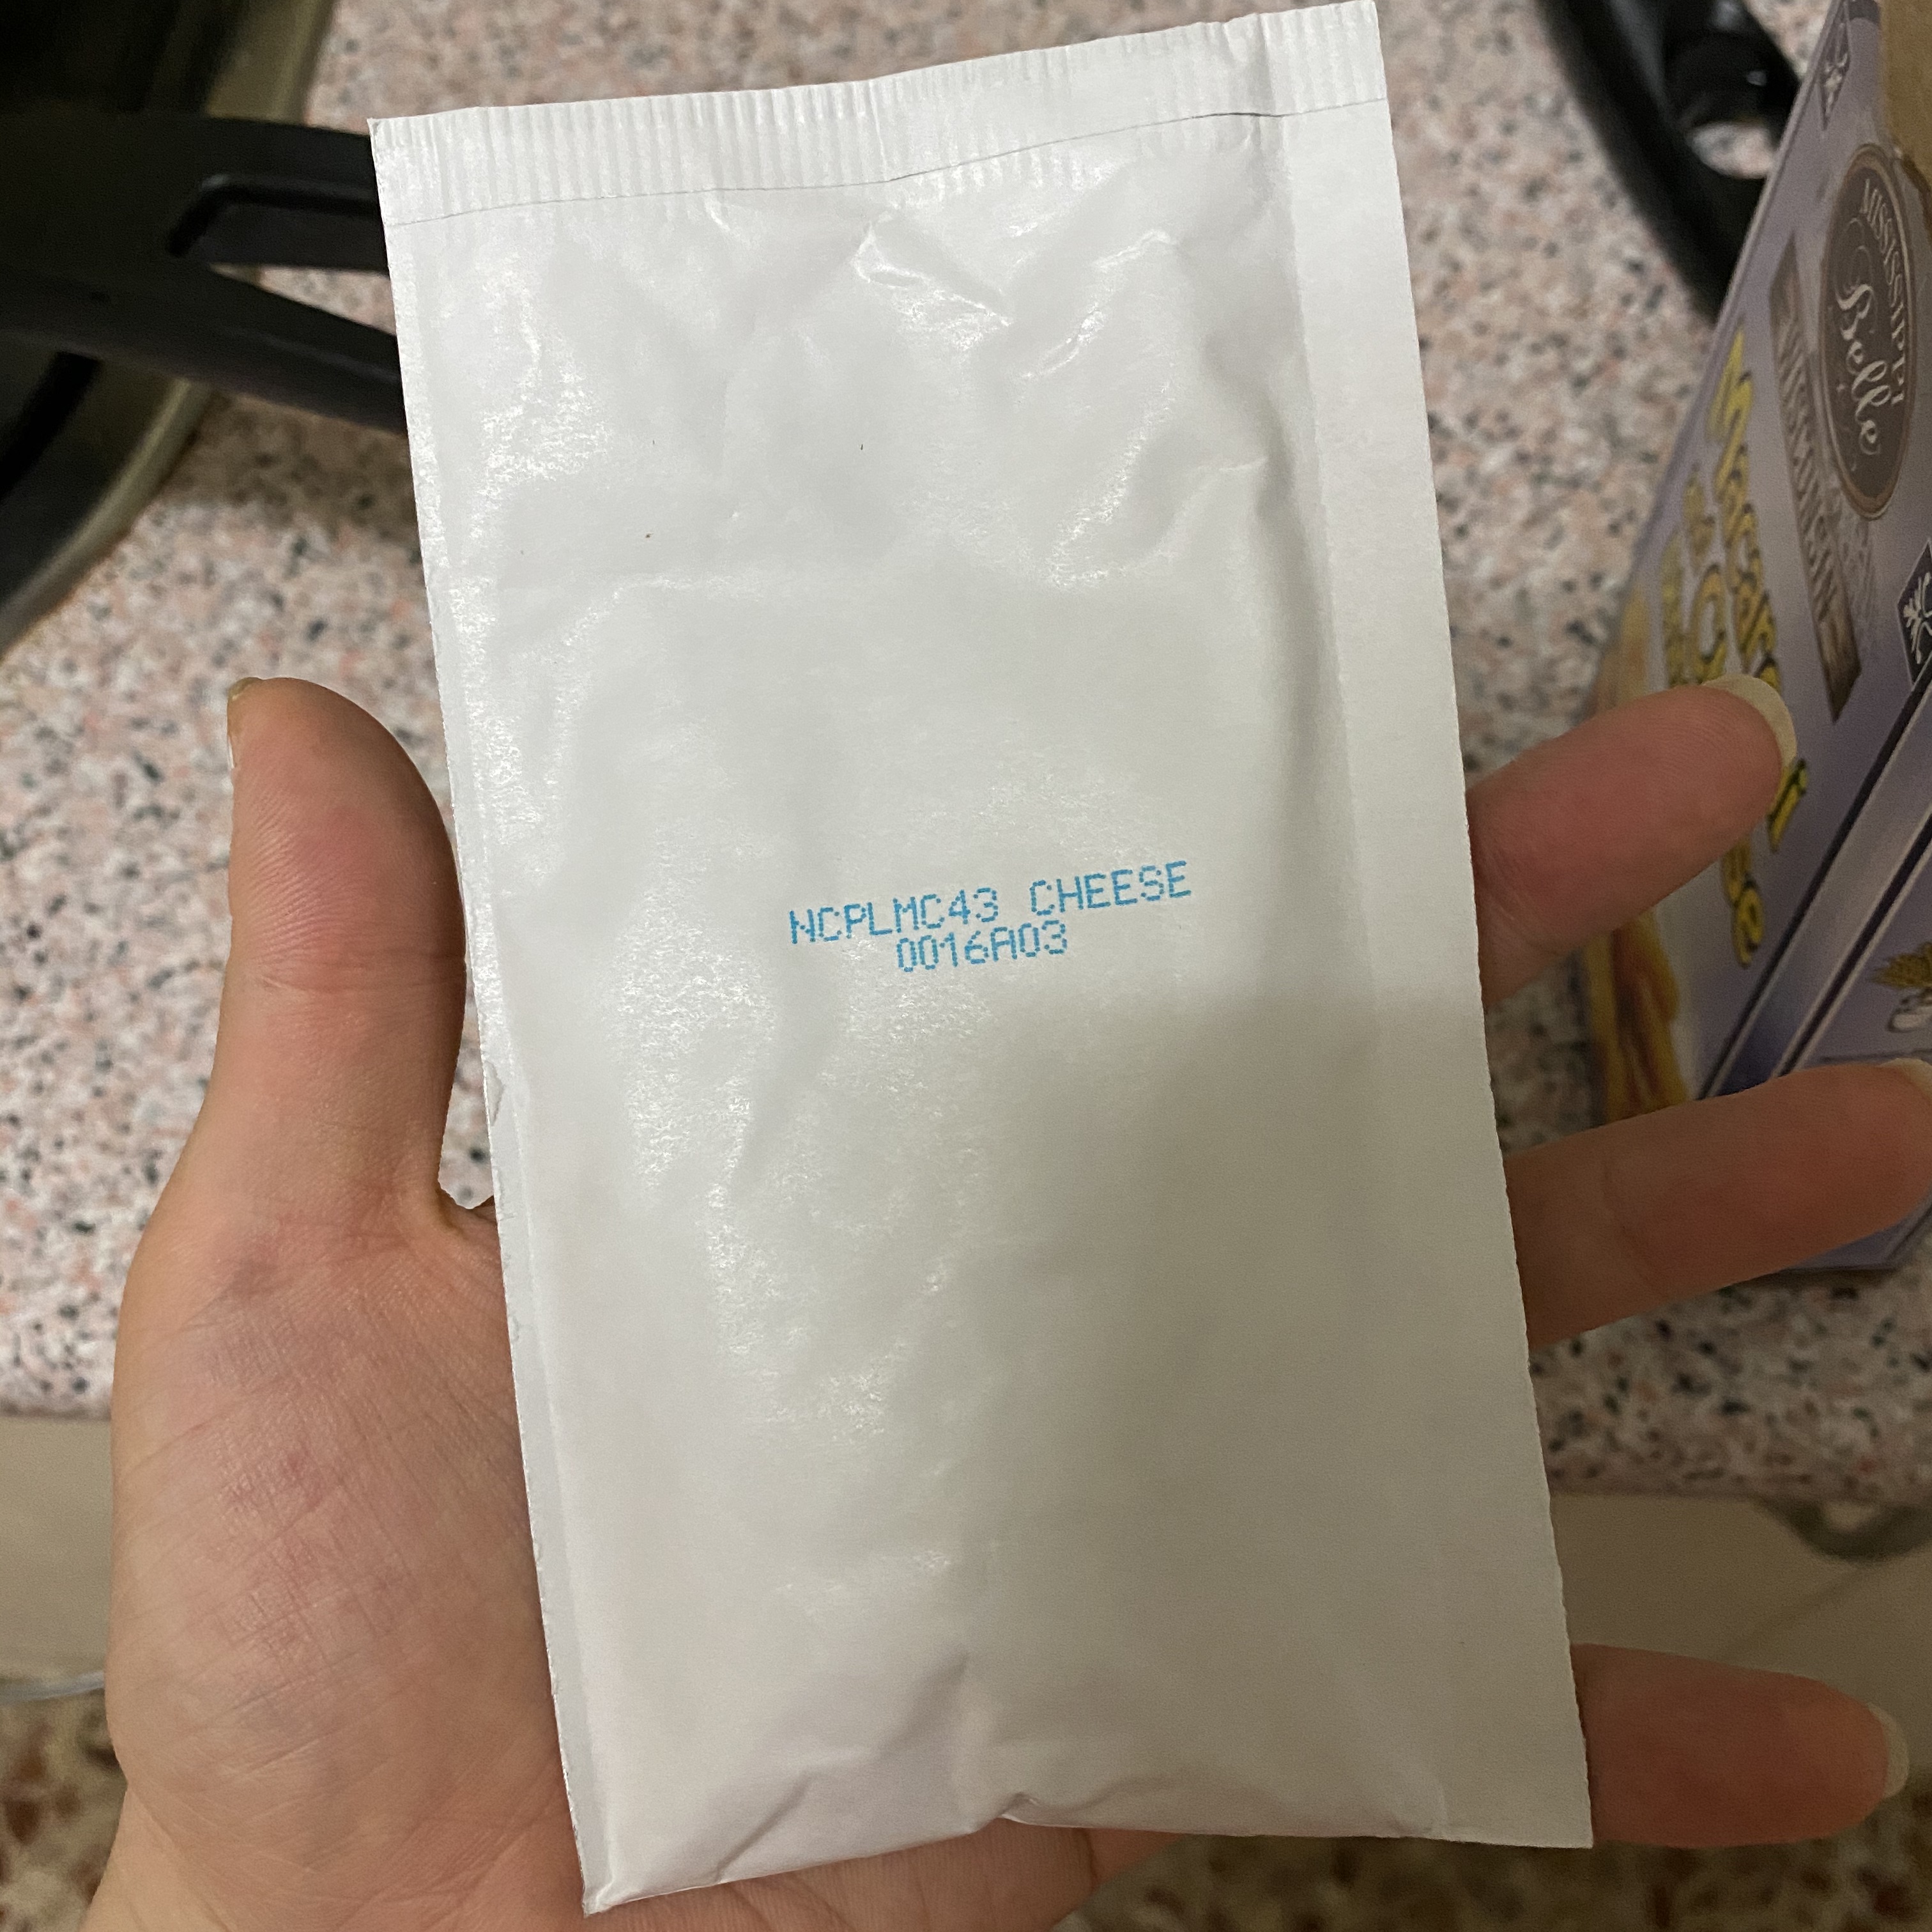 NCPLMC43 CHEESE
0016A03
MISSISSIPPI
Belle